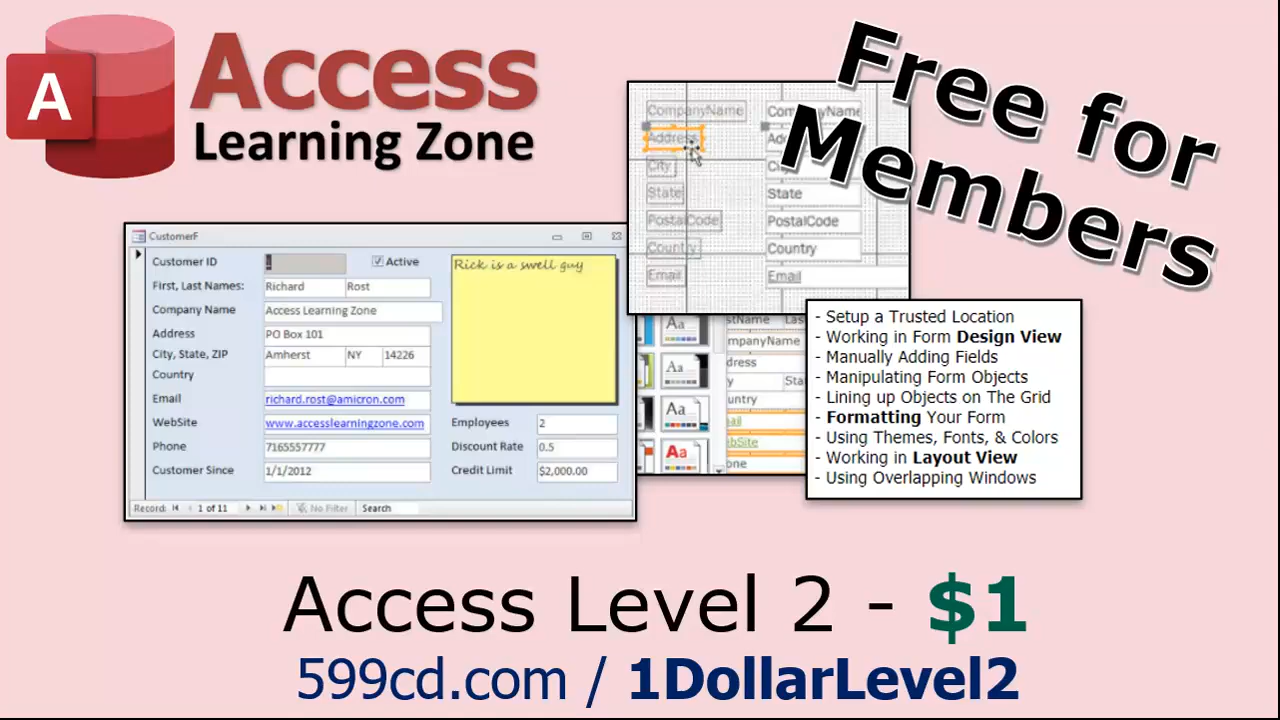 A
Access
Learning Zone
Free for
Members
CompanyName CompanyName
Address
City
State State
PostalCode PostalCode
Country Country
Email Email
CustomerF
Customer ID Active
First, Last Names: Richard Rost
Company Name Access Learning Zone
Address PO Box 101
City, State, ZIP Amherst NY 14226
Country
Email richard.rost@amicron.com
WebSite www.accesslearningzone.com
Phone 7165557777
Customer Since 1/1/2012
Rick is a swell guy
Employees 2
Discount Rate 0.5
Credit Limit $2,000.00
Record: 1 of 11 No Filter Search
Aa
Aa
Aa
Aa
- Setup a Trusted Location
- Working in Form Design View
- Manually Adding Fields
- Manipulating Form Objects
- Lining up Objects on The Grid
- Formatting Your Form
- Using Themes, Fonts, & Colors
- Working in Layout View
- Using Overlapping Windows
Access Level 2 - $1
599cd.com / 1DollarLevel2